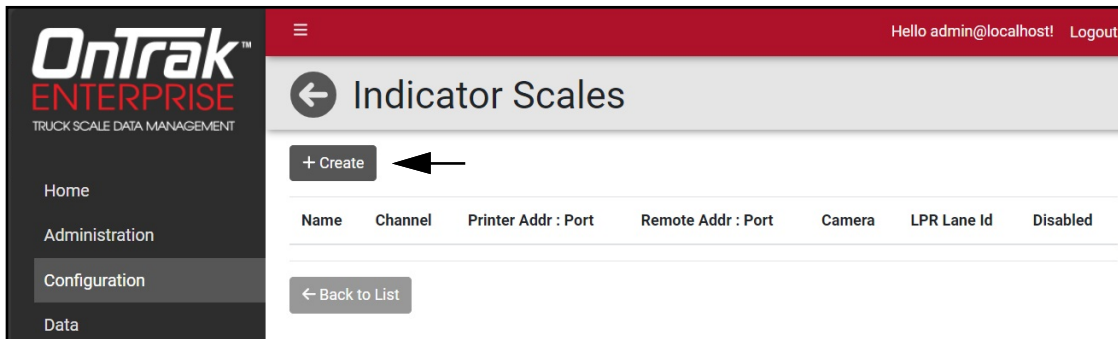 OnTrak™
ENTERPRISE
TRUCK SCALE DATA MANAGEMENT
Home
Administration
Configuration
Data
Hello admin@localhost! Logout
Indicator Scales
+ Create
Name Channel Printer Addr : Port Remote Addr : Port Camera LPR Lane Id Disabled
← Back to List